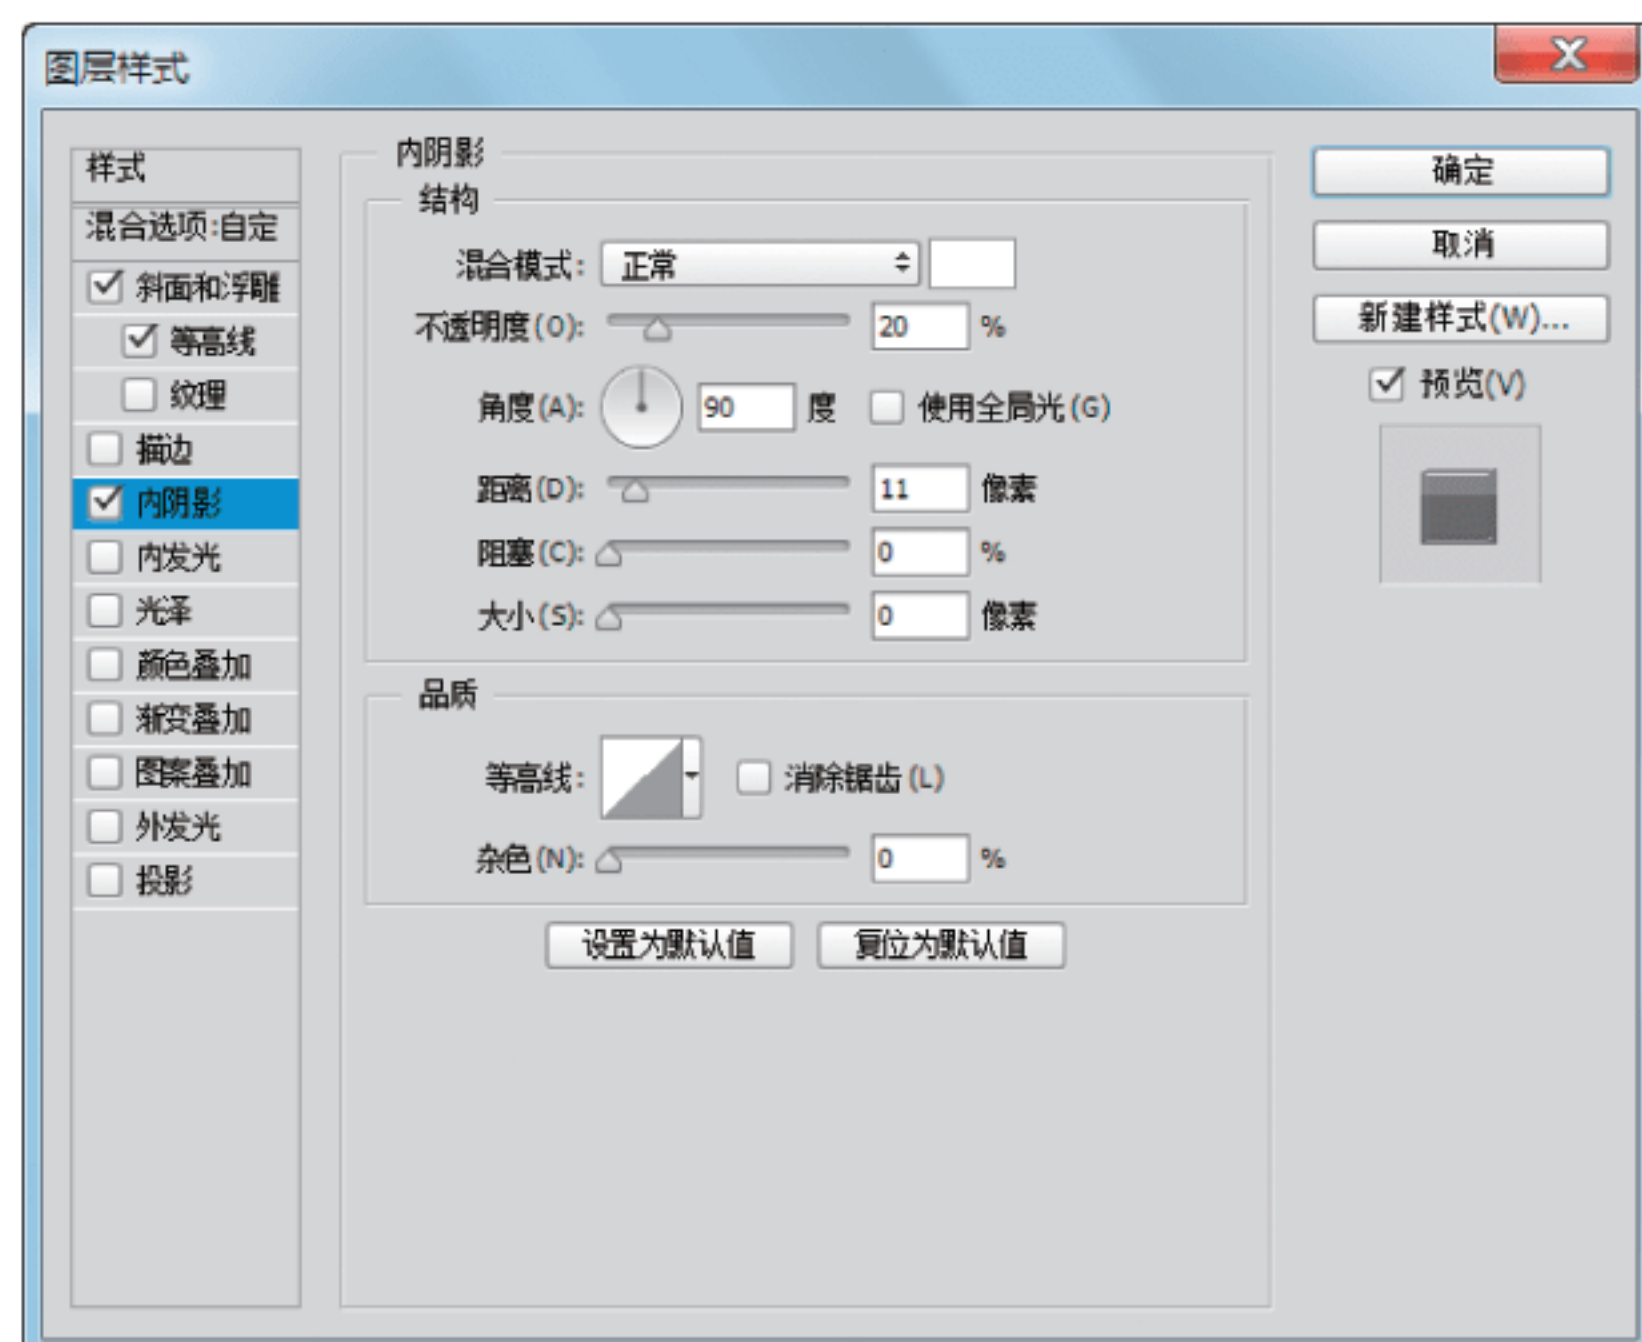 图层样式
样式
混合选项:自定
斜面和浮雕
等高线
纹理
描边
内阴影
内发光
光泽
颜色叠加
渐变叠加
图案叠加
外发光
投影
内阴影
结构
混合模式: 正常
不透明度(O): 20 %
角度(A): 90 度 使用全局光(G)
距离(D): 11 像素
阻塞(C): 0 %
大小(S): 0 像素
品质
等高线: 消除锯齿(L)
杂色(N): 0 %
设置为默认值 复位为默认值
确定
取消
新建样式(W)...
预览(V)